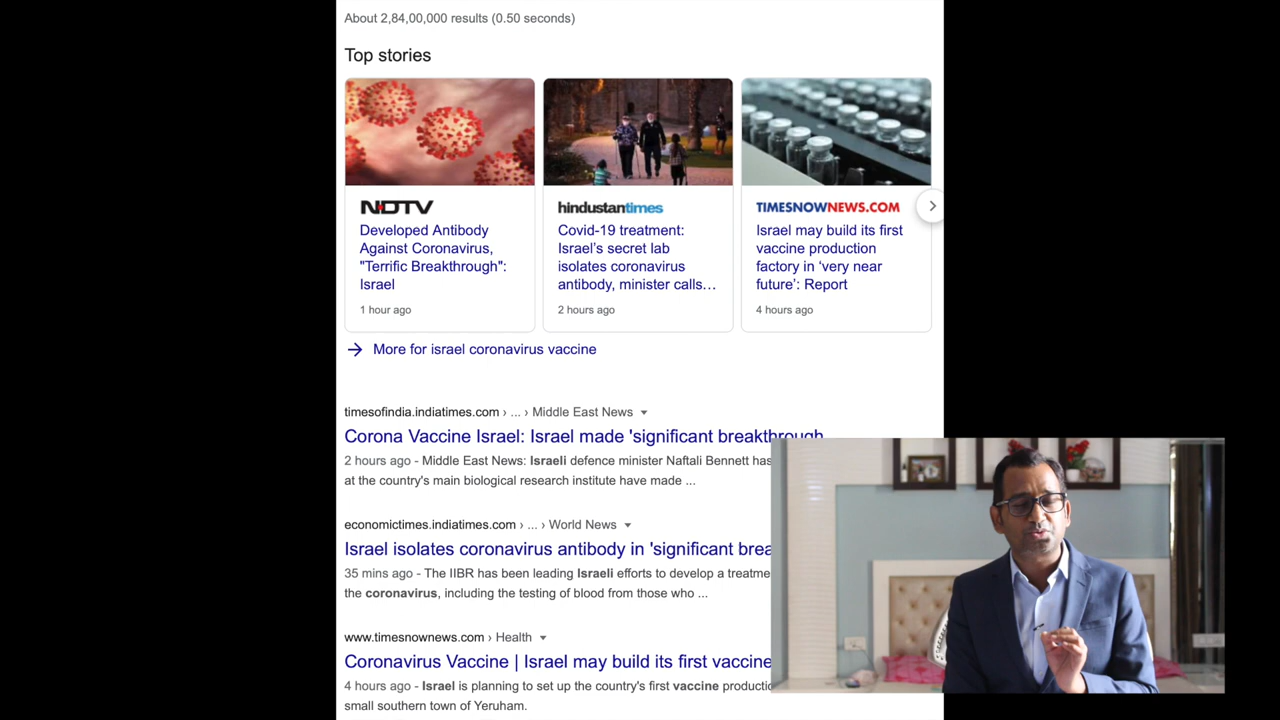 About 2,84,00,000 results (0.50 seconds)
Top stories
NDTV
Developed Antibody
Against Coronavirus,
"Terrific Breakthrough":
Israel
1 hour ago
hindustantimes
Covid-19 treatment:
Israel's secret lab
isolates coronavirus
antibody, minister calls...
2 hours ago
TIMESNOWNEWS.COM
Israel may build its first
vaccine production
factory in ‘very near
future’: Report
4 hours ago
More for israel coronavirus vaccine
timesofindia.indiatimes.com › ... › Middle East News
Corona Vaccine Israel: Israel made 'significant breakthrough
2 hours ago - Middle East News: Israeli defence minister Naftali Bennett has
at the country's main biological research institute have made ...
economictimes.indiatimes.com › ... › World News
Israel isolates coronavirus antibody in 'significant brea
35 mins ago - The IIBR has been leading Israeli efforts to develop a treatme
the coronavirus, including the testing of blood from those who ...
www.timesnownews.com › Health
Coronavirus Vaccine | Israel may build its first vaccine
4 hours ago - Israel is planning to set up the country's first vaccine productio
small southern town of Yeruham.